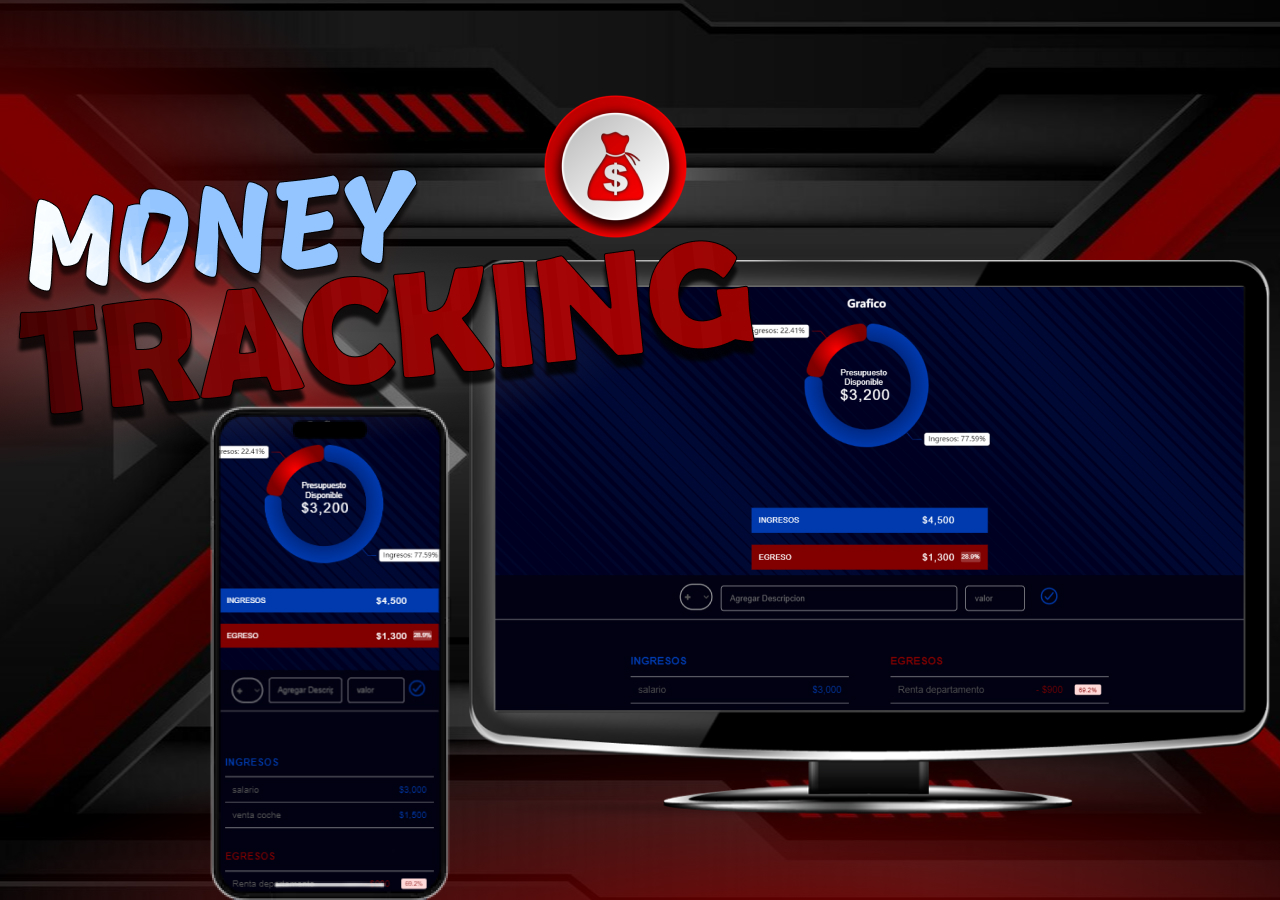 MONEY
TRACKING
$
Grafico
gresos: 22.41%
Presupuesto
Disponible
$3,200
Ingresos: 77.59%
INGRESOS $4,500
EGRESO $1,300 28.9%
+ Agregar Descripcion valor
INGRESOS EGRESOS
salario $3,000 Renta departamento - $900 69.2%
resos: 22.41%
Presupuesto
Disponible
$3,200
Ingresos: 77.59%
INGRESOS $4,500
EGRESO $1,300 28.9%
+ Agregar Descrip valor
INGRESOS
salario $3,000
venta coche $1,500
EGRESOS
Renta departamento 69.2%